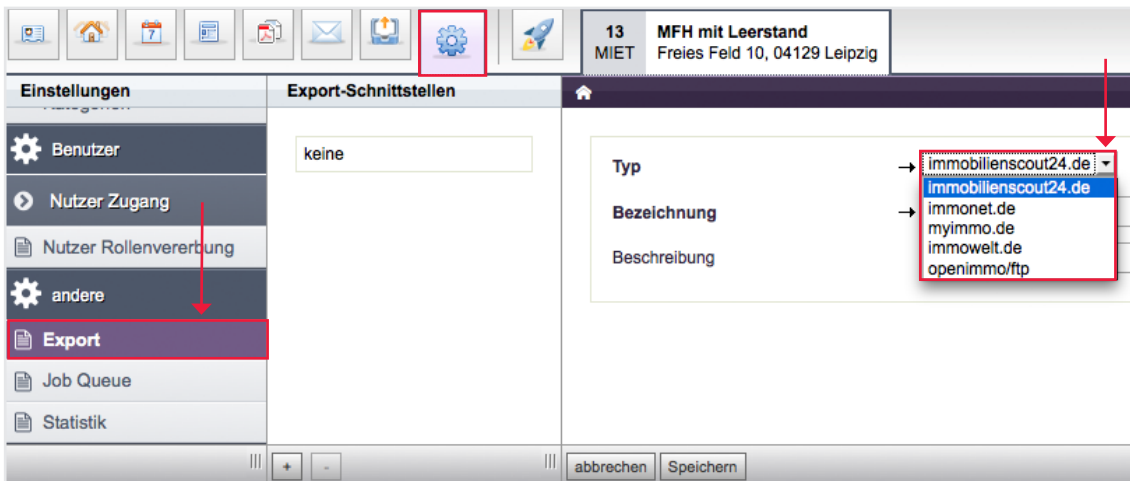 7
13 MFH mit Leerstand
MIET Freies Feld 10, 04129 Leipzig
Einstellungen
Export-Schnittstellen
Benutzer
Nutzer Zugang
Nutzer Rollenvererbung
andere
Export
Job Queue
Statistik
keine
Typ
immobilienscout24.de
immobilienscout24.de
immonet.de
myimmo.de
immowelt.de
openimmo/ftp
Bezeichnung
Beschreibung
+ -
abbrechen Speichern